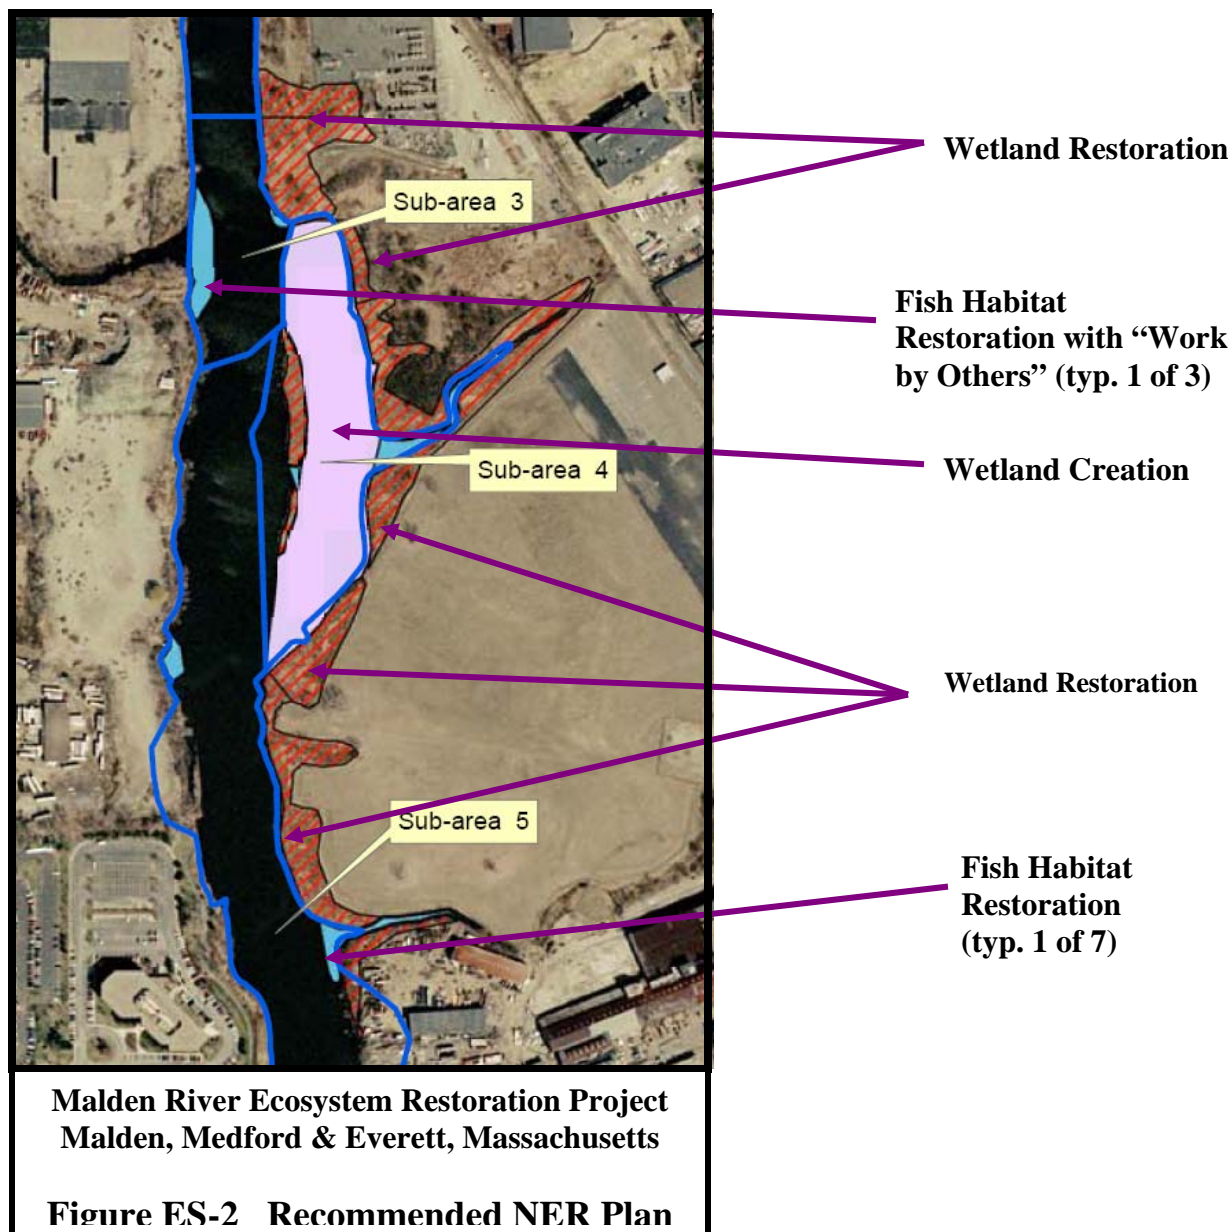 Wetland Restoration
Sub-area 3
Fish Habitat
Restoration with “Work
by Others” (typ. 1 of 3)
Wetland Creation
Sub-area 4
Wetland Restoration
Sub-area 5
Fish Habitat
Restoration
(typ. 1 of 7)
Malden River Ecosystem Restoration Project
Malden, Medford & Everett, Massachusetts
Figure ES-2 Recommended NER Plan